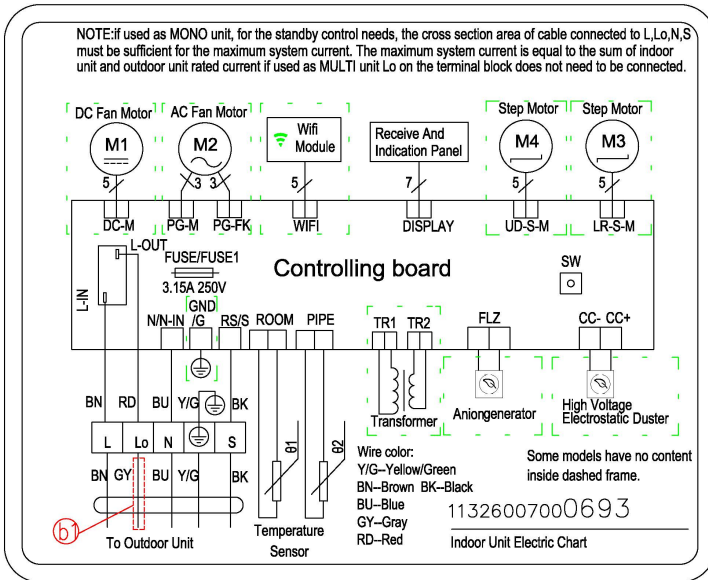 NOTE:if used as MONO unit, for the standby control needs, the cross section area of cable connected to L,Lo,N,S
must be sufficient for the maximum system current. The maximum system current is equal to the sum of indoor
unit and outdoor unit rated current if used as MULTI unit Lo on the terminal block does not need to be connected.
DC Fan Motor
AC Fan Motor
Step Motor
Step Motor
M1
M2
Wifi
Module
Receive And
Indication Panel
M4
M3
5
3
3
5
7
5
5
DC-M
PG-M
PG-FK
WIFI
DISPLAY
UD-S-M
LR-S-M
L-OUT
L-IN
FUSE/FUSE1
3.15A 250V
Controlling board
SW
N/N-IN
GND
/G
RS/S
ROOM
PIPE
TR1
TR2
FLZ
CC- CC+
BN
RD
BU
Y/G
BK
L
Lo
N
S
BN
GY
BU
Y/G
BK
θ1
θ2
Transformer
Aniongenerator
High Voltage
Electrostatic Duster
Wire color:
Y/G--Yellow/Green
BN--Brown BK--Black
BU--Blue
GY--Gray
RD--Red
Some models have no content
inside dashed frame.
11326007000693
b1
To Outdoor Unit
Temperature
Sensor
Indoor Unit Electric Chart